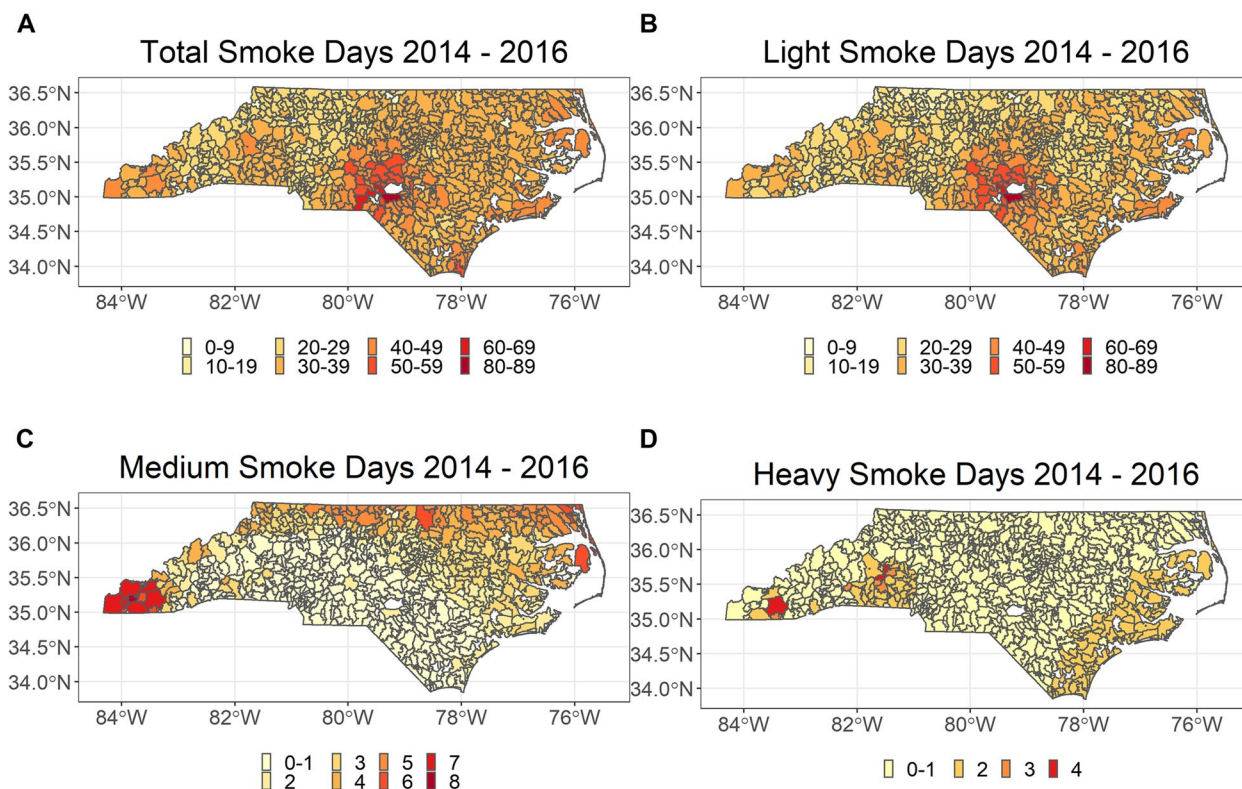 A
Total Smoke Days 2014 - 2016
36.5°N
36.0°N
35.5°N
35.0°N
34.5°N
34.0°N
84°W 82°W 80°W 78°W 76°W
0-9 20-29 40-49 60-69
10-19 30-39 50-59 80-89
B
Light Smoke Days 2014 - 2016
36.5°N
36.0°N
35.5°N
35.0°N
34.5°N
34.0°N
84°W 82°W 80°W 78°W 76°W
0-9 20-29 40-49 60-69
10-19 30-39 50-59 80-89
C
Medium Smoke Days 2014 - 2016
36.5°N
36.0°N
35.5°N
35.0°N
34.5°N
34.0°N
84°W 82°W 80°W 78°W 76°W
0-1 3 5 7
2 4 6 8
D
Heavy Smoke Days 2014 - 2016
36.5°N
36.0°N
35.5°N
35.0°N
34.5°N
34.0°N
84°W 82°W 80°W 78°W 76°W
0-1 2 3 4